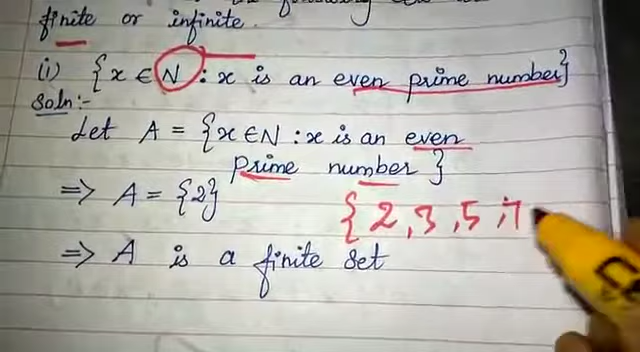 finite or infinite.
(i) {x ∈ N : x is an even prime number}
Soln:-
Let A = {x ∈ N : x is an even
prime number}
⇒ A = {2}
{2, 3, 5, 7
⇒ A is a finite set